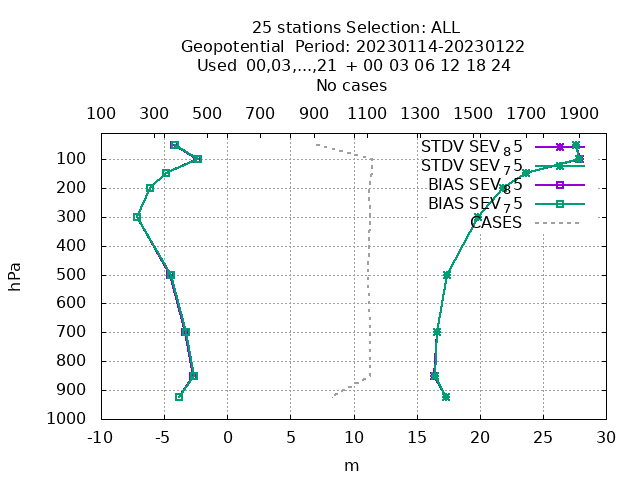 25 stations Selection: ALL
Geopotential  Period: 20230114-20230122
Used  00,03,...,21  + 00 03 06 12 18 24
No cases
100 300 500 700 900 1100 1300 1500 1700 1900
STDV SEV_8 5
STDV SEV_7 5
BIAS SEV_8 5
BIAS SEV_7 5
CASES
100
200
300
400
500
600
700
800
900
1000
hPa
-10 -5 0 5 10 15 20 25 30
m